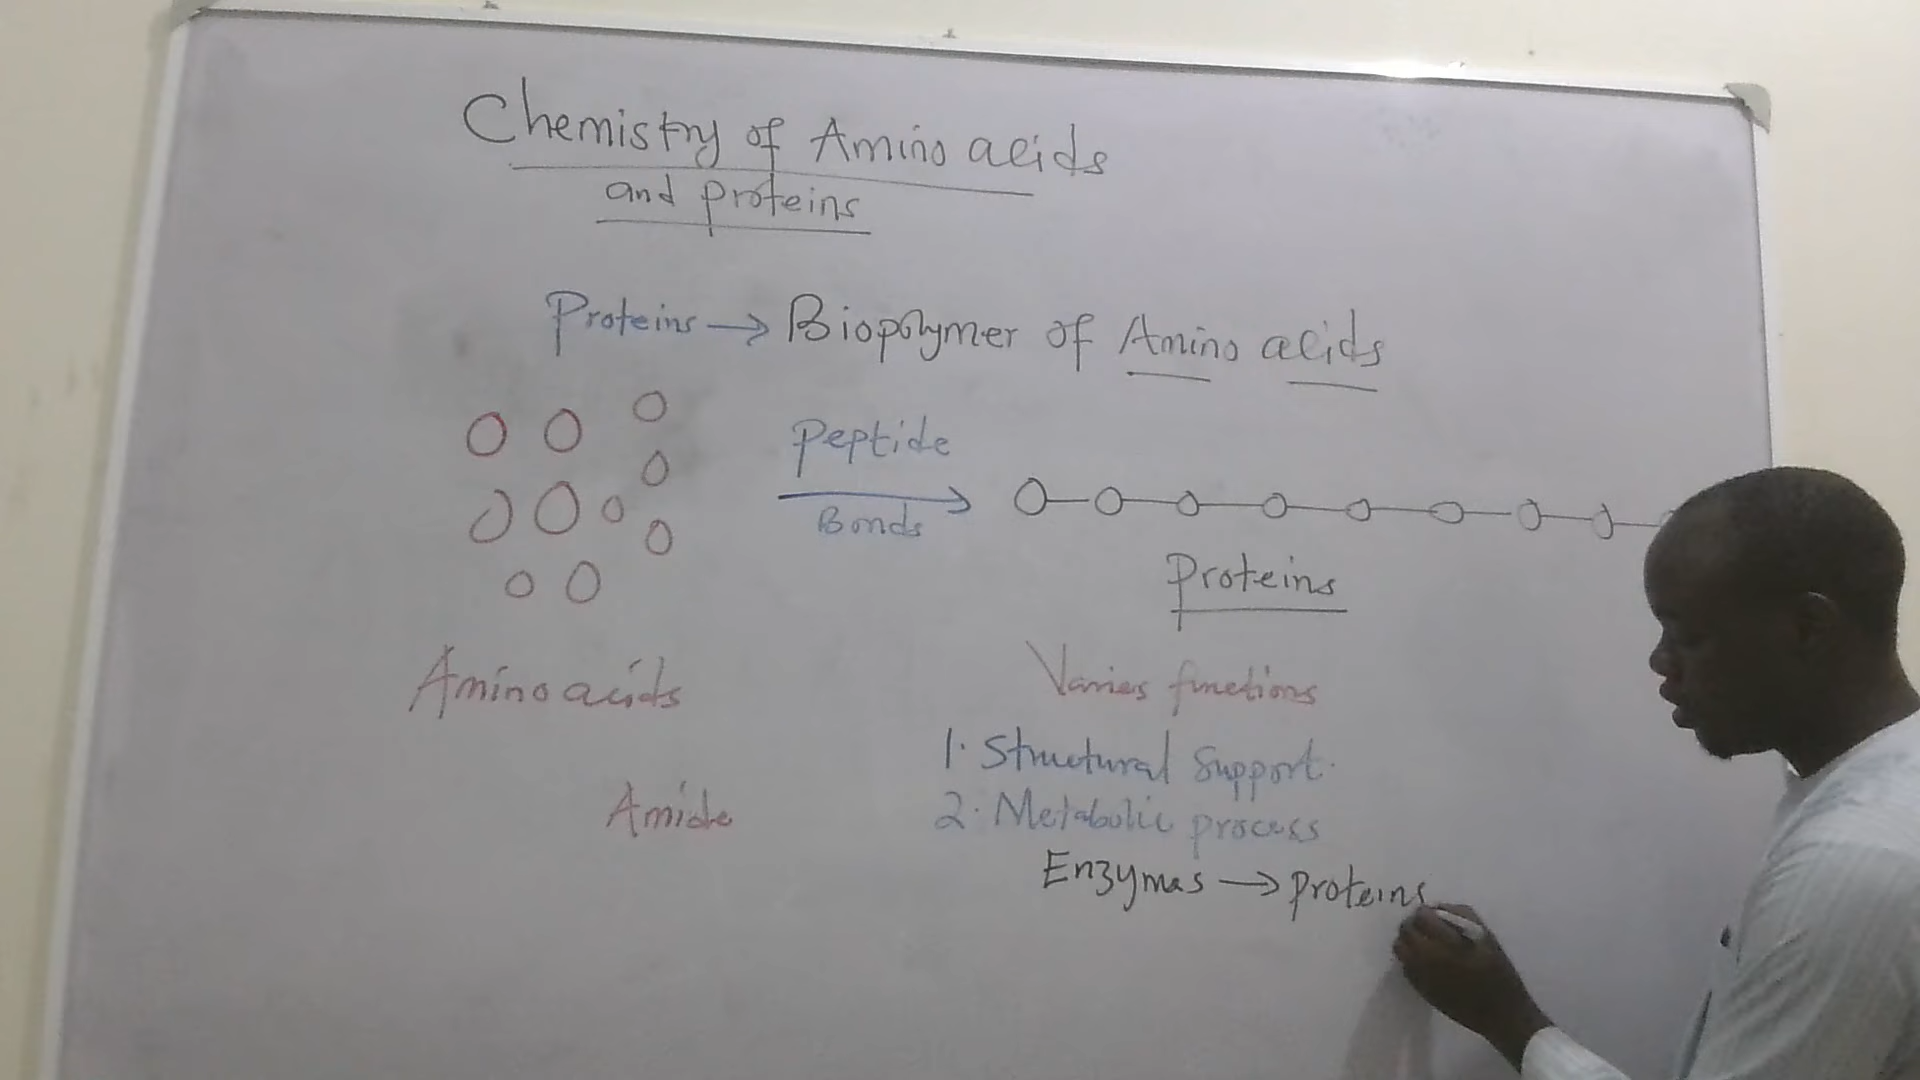 Chemistry of Amino acids
and proteins
Proteins → Biopolymer of Amino acids
Peptide
Bonds
Proteins
Amino acids
Varies functions
1. Structural Support.
2. Metabolic process
Amide
Enzymes → proteins